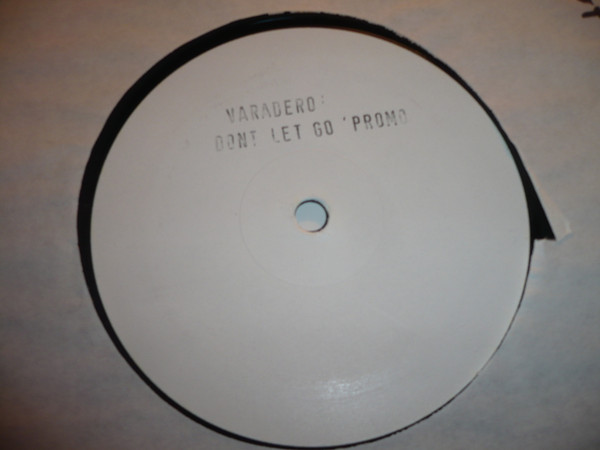 VARADERO:
DONT LET GO 'PROMO